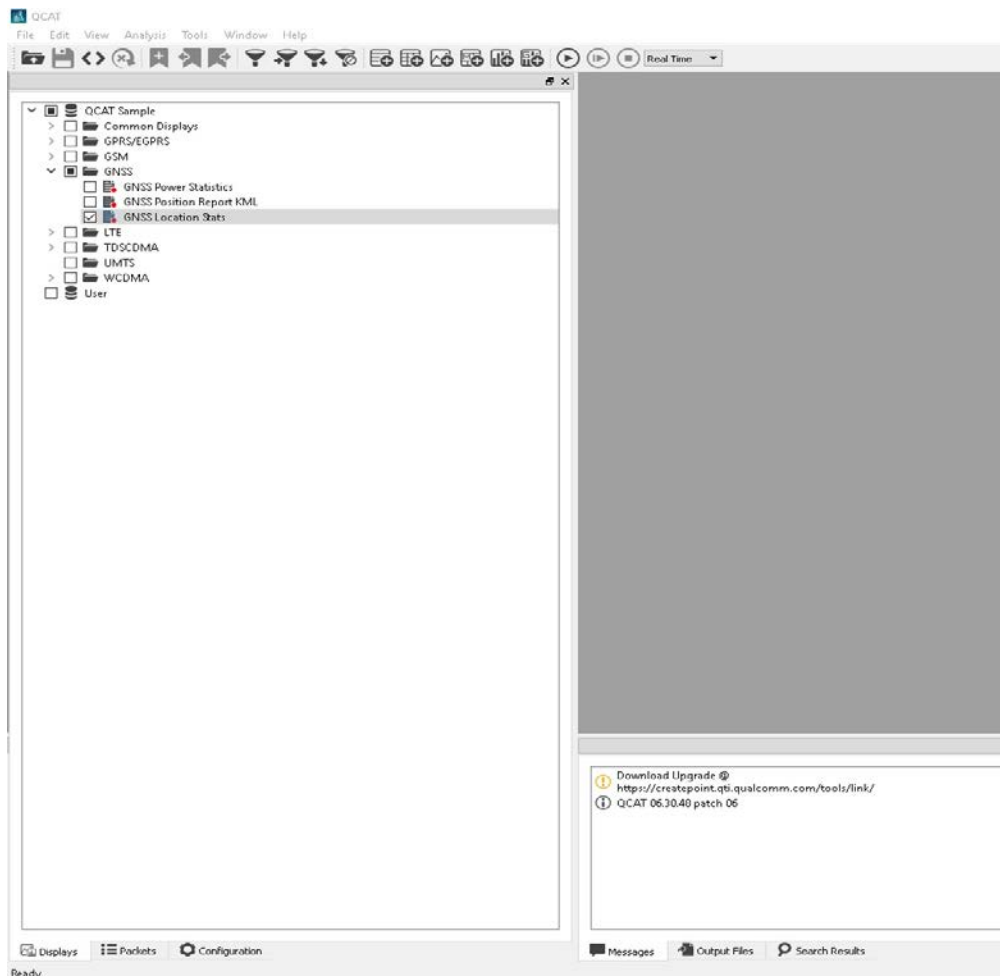 QCAT
File Edit View Analysis Tools Window Help
Real Time
QCAT Sample
Common Displays
GPRS/EGPRS
GSM
GNSS
GNSS Power Statistics
GNSS Position Report KML
GNSS Location Stats
LTE
TDSCDMA
UMTS
WCDMA
User
Download Upgrade @
https://createpoint.qti.qualcomm.com/tools/link/
QCAT 06.30.48 patch 06
Displays Packets Configuration
Messages Output Files Search Results
Ready